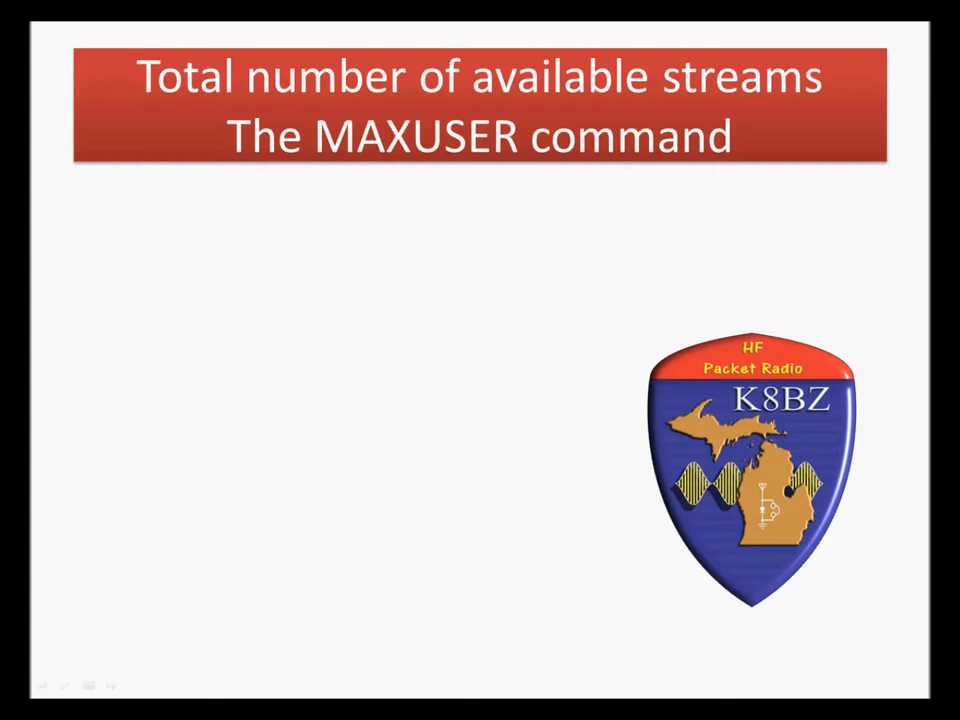 Total number of available streams
The MAXUSER command
HF
Packet Radio
K8BZ